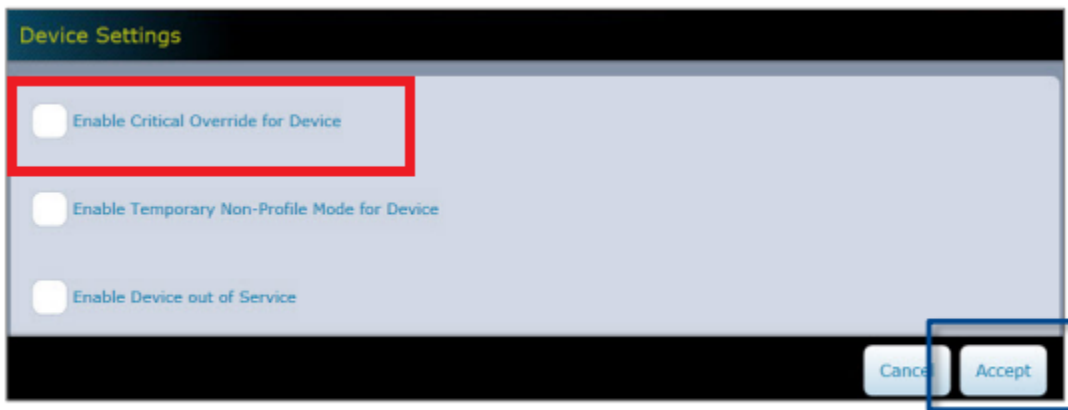 Device Settings
Enable Critical Override for Device
Enable Temporary Non-Profile Mode for Device
Enable Device out of Service
Cancel Accept